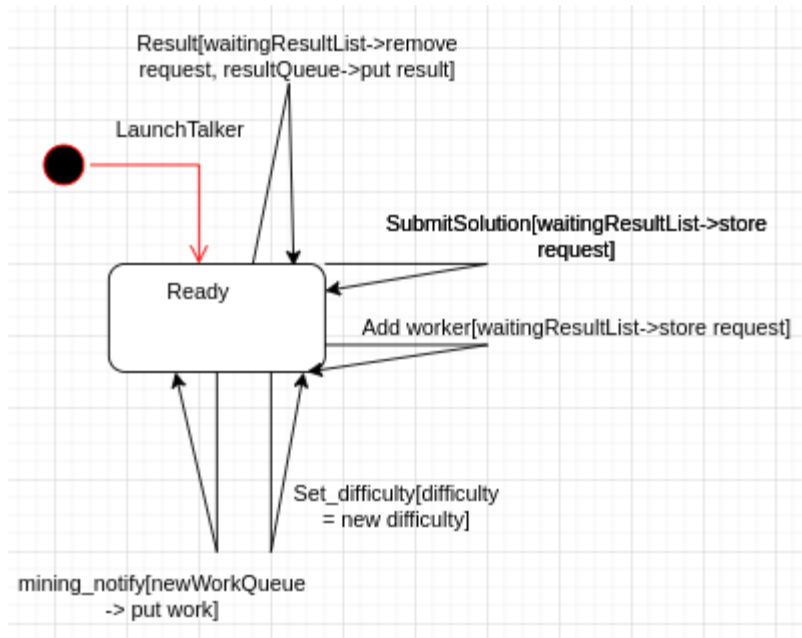 Result[waitingResultList->remove
request, resultQueue->put result]
LaunchTalker
SubmitSolution[waitingResultList->store
request]
Ready
Add worker[waitingResultList->store request]
Set_difficulty[difficulty
= new difficulty]
mining_notify[newWorkQueue
-> put work]